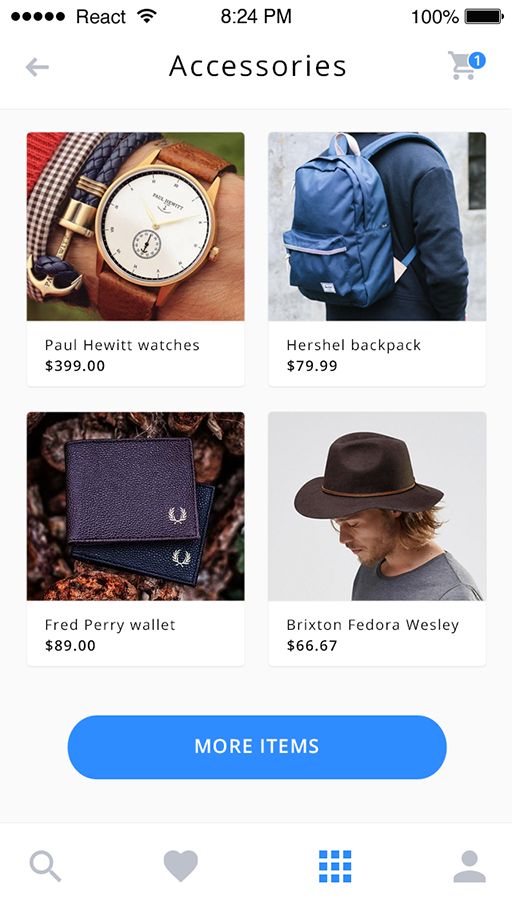 React 8:24 PM 100%
Accessories
1
PAUL HEWITT
Paul Hewitt watches
$399.00
Hershel backpack
$79.99
Fred Perry wallet
$89.00
Brixton Fedora Wesley
$66.67
MORE ITEMS